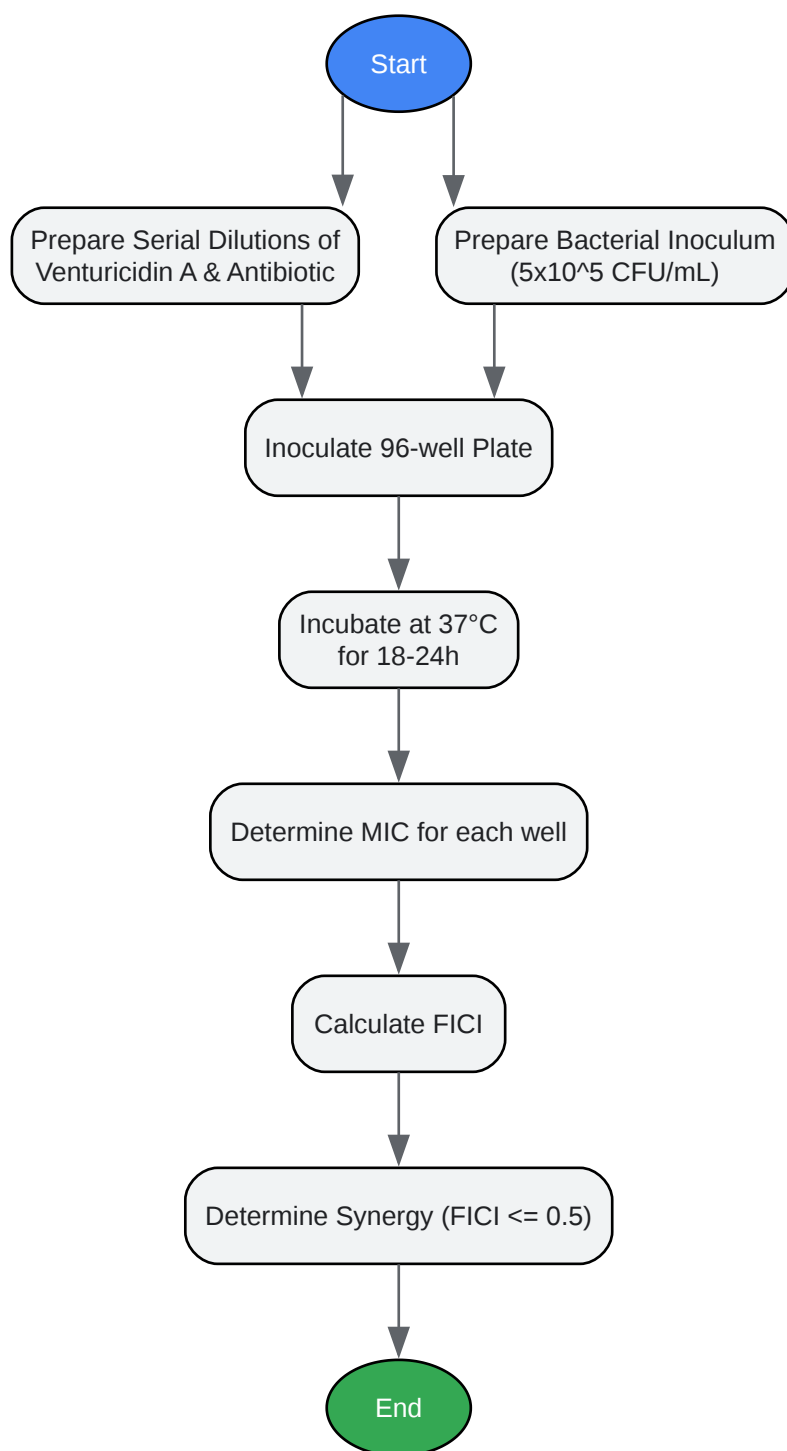 Start
Prepare Serial Dilutions of
Venturicidin A & Antibiotic
Prepare Bacterial Inoculum
(5x10^5 CFU/mL)
Inoculate 96-well Plate
Incubate at 37°C
for 18-24h
Determine MIC for each well
Calculate FICI
Determine Synergy (FICI <= 0.5)
End